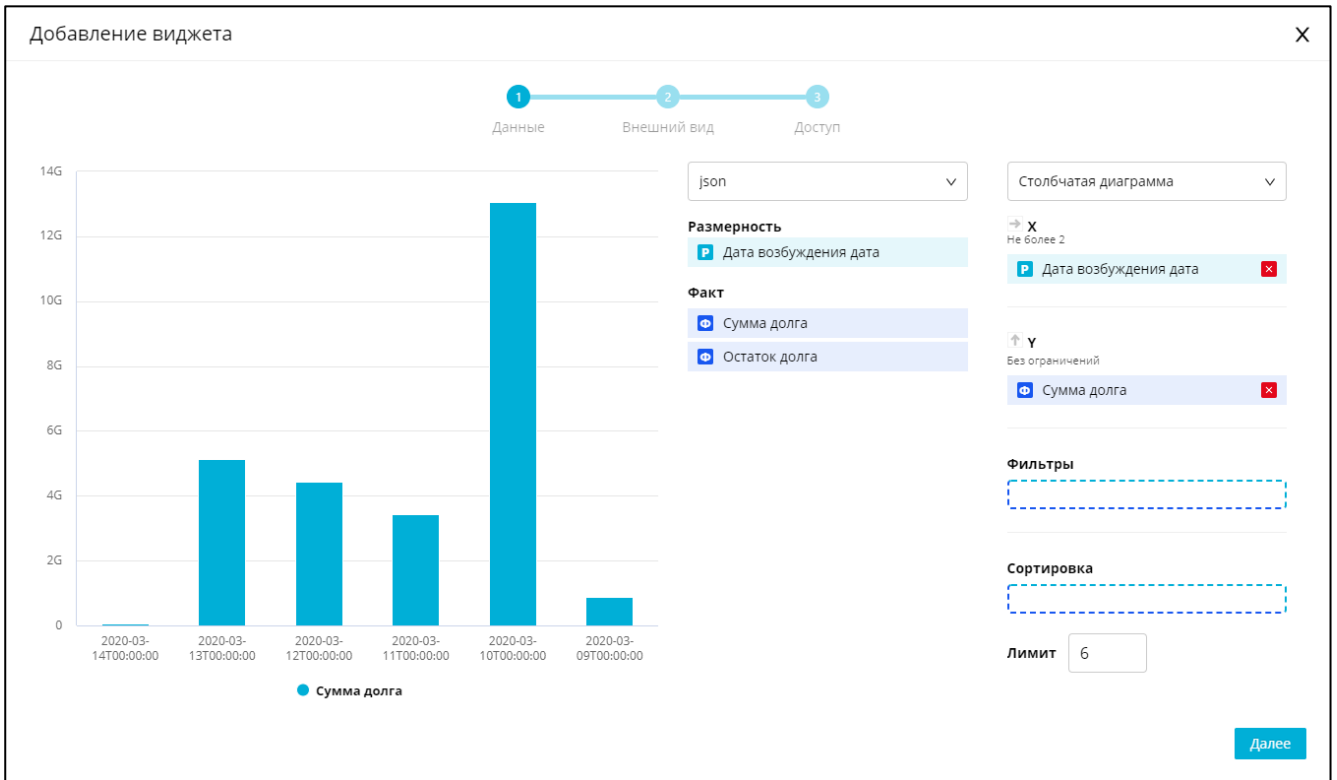 Добавление виджета
X
1
2
3
Данные
Внешний вид
Доступ
14G
12G
10G
8G
6G
4G
2G
0
2020-03-
14T00:00:00
2020-03-
13T00:00:00
2020-03-
12T00:00:00
2020-03-
11T00:00:00
2020-03-
10T00:00:00
2020-03-
09T00:00:00
Сумма долга
json
Размерность
Р Дата возбуждения дата
Факт
Ф Сумма долга
Ф Остаток долга
Столбчатая диаграмма
X
Не более 2
Р Дата возбуждения дата
Y
Без ограничений
Ф Сумма долга
Фильтры
Сортировка
Лимит 6
Далее